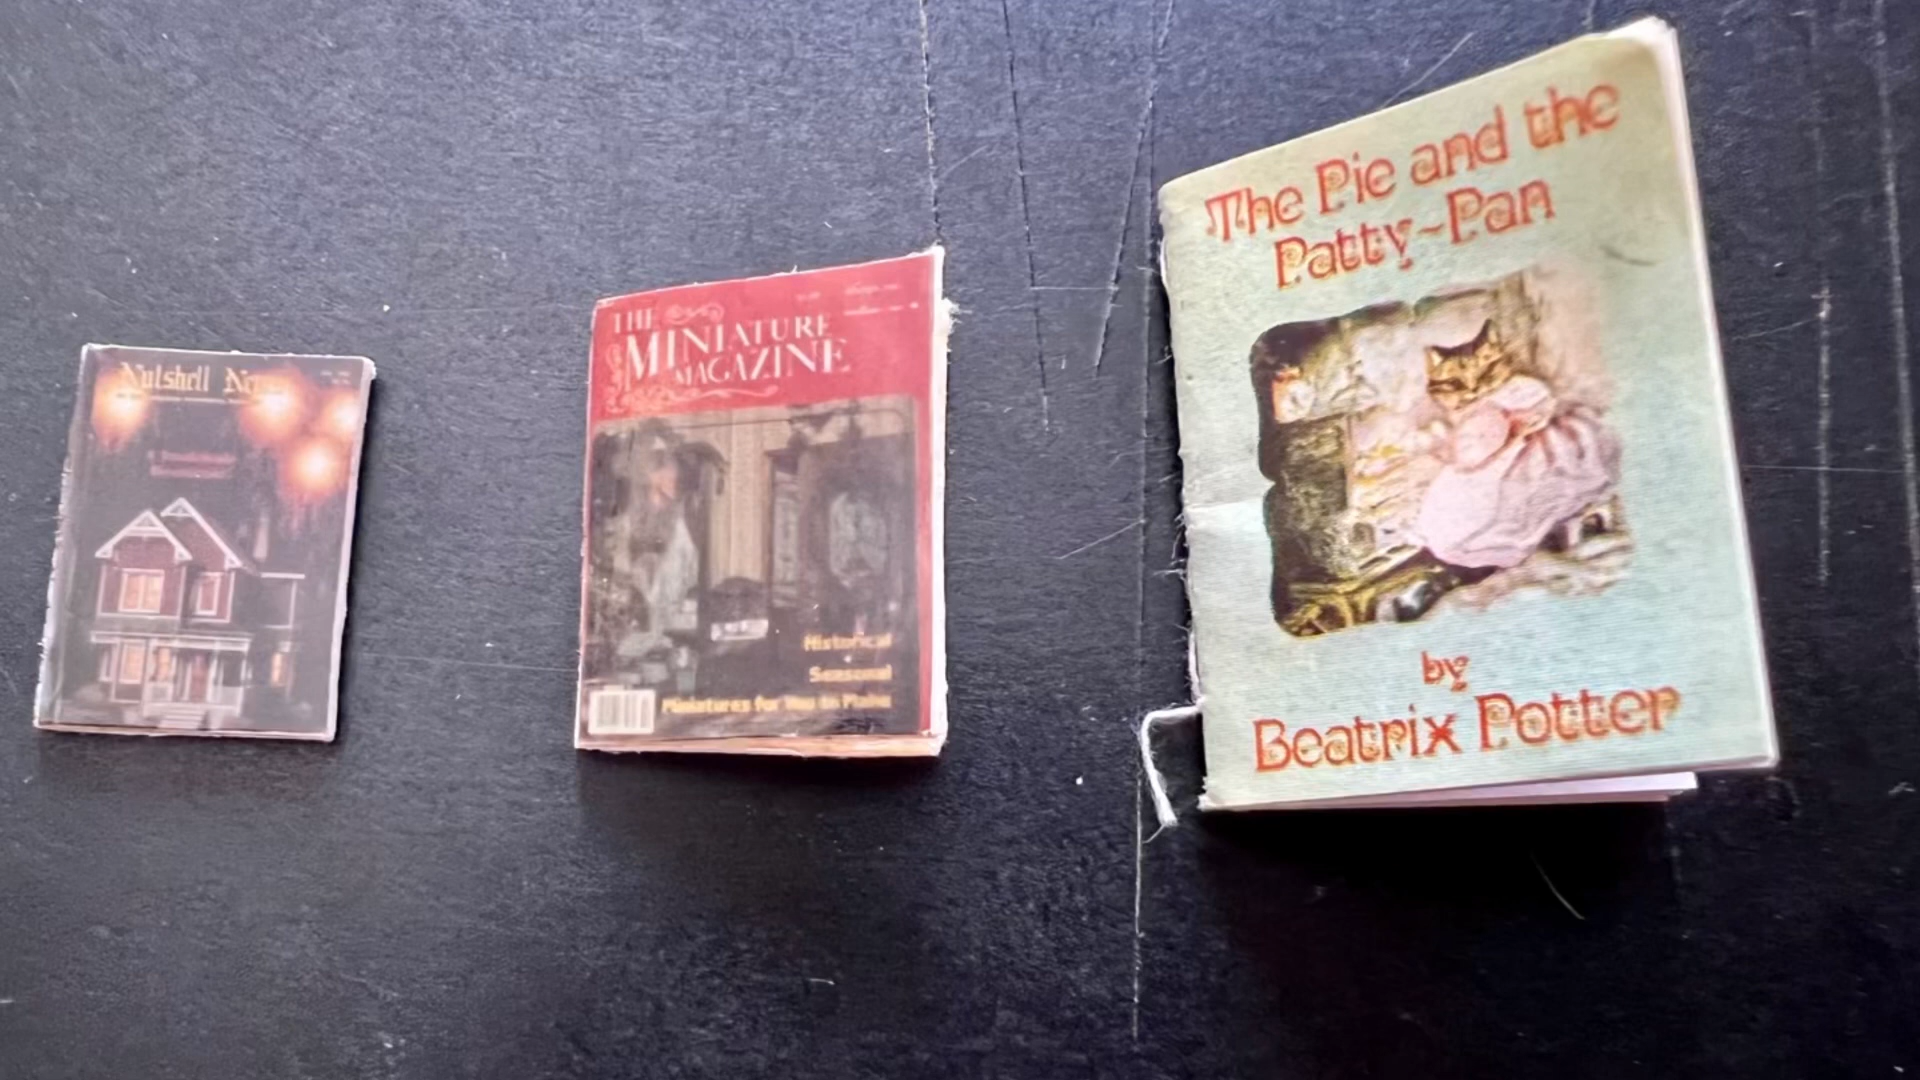 Nutshell News
THE
MINIATURE
MAGAZINE
Historical
Seasonal
Miniatures for You to Make
The Pie and the
Patty-Pan
by
Beatrix Potter